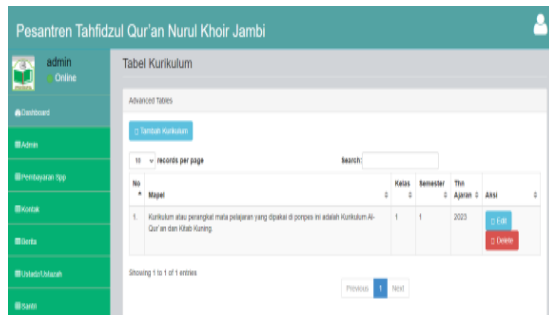 Pesantren Tahfidzul Qur'an Nurul Khoir Jambi
admin
Online
Dashboard
Admin
Pembayaran Spp
Kontak
Berita
Ustadz/Ustazah
Santri
Tabel Kurikulum
Advanced Tables
Tambah Kurikulum
10 records per page
Search:
No Mapel Kelas Semester Thn Ajaran Aksi
1. Kurikulum atau perangkat mata pelajaran yang dipakai di ponpes ini adalah Kurikulum Al- 1 1 2023 Edit
Qur'an dan Kitab Kuning. Delete
Showing 1 to 1 of 1 entries
Previous 1 Next